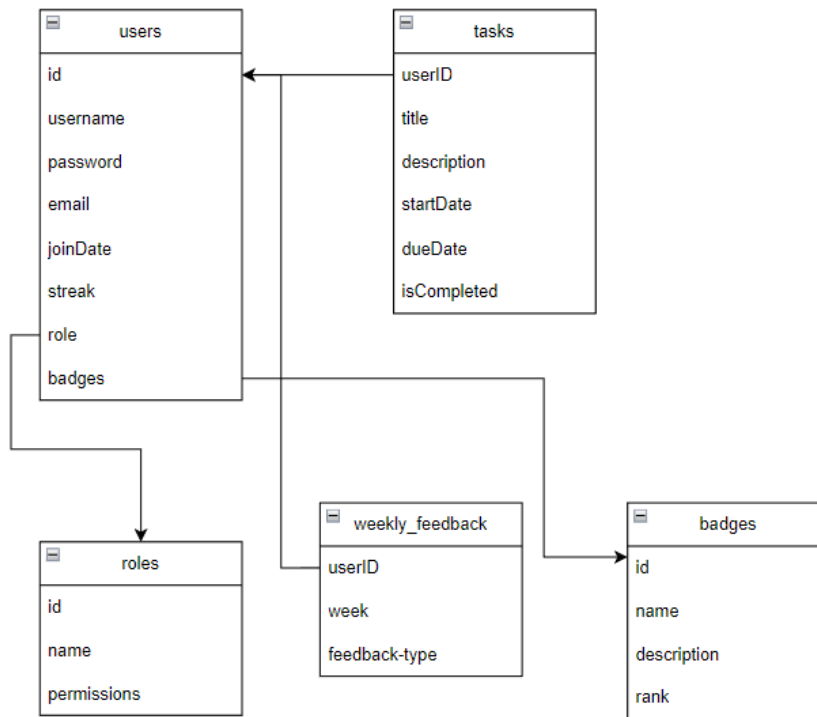 users
id
username
password
email
joinDate
streak
role
badges
tasks
userID
title
description
startDate
dueDate
isCompleted
roles
id
name
permissions
weekly_feedback
userID
week
feedback-type
badges
id
name
description
rank